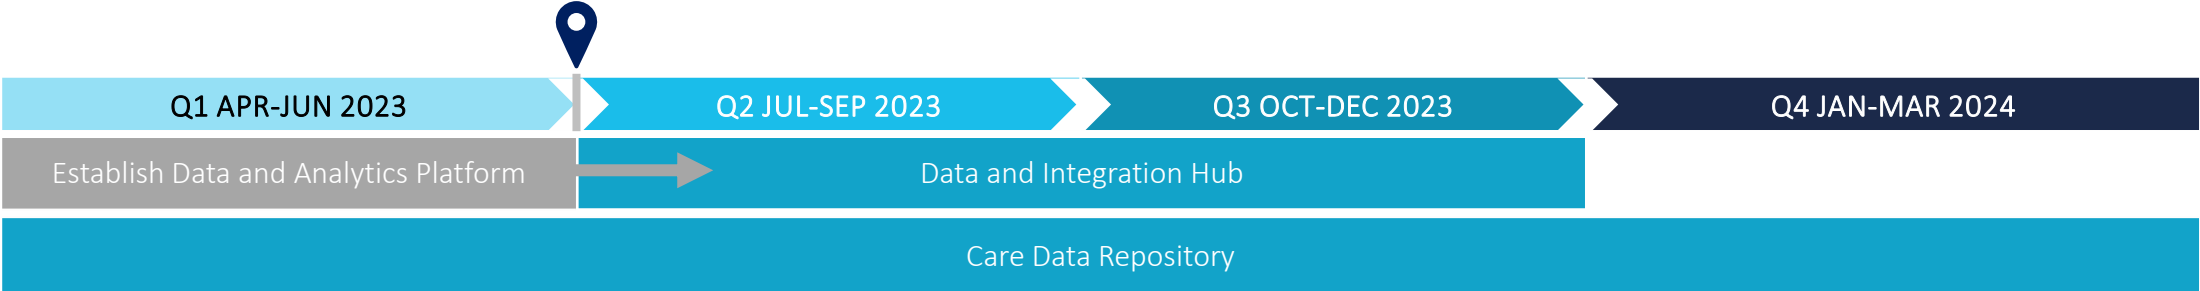 Q1 APR-JUN 2023
Q2 JUL-SEP 2023
Q3 OCT-DEC 2023
Q4 JAN-MAR 2024
Establish Data and Analytics Platform
Data and Integration Hub
Care Data Repository